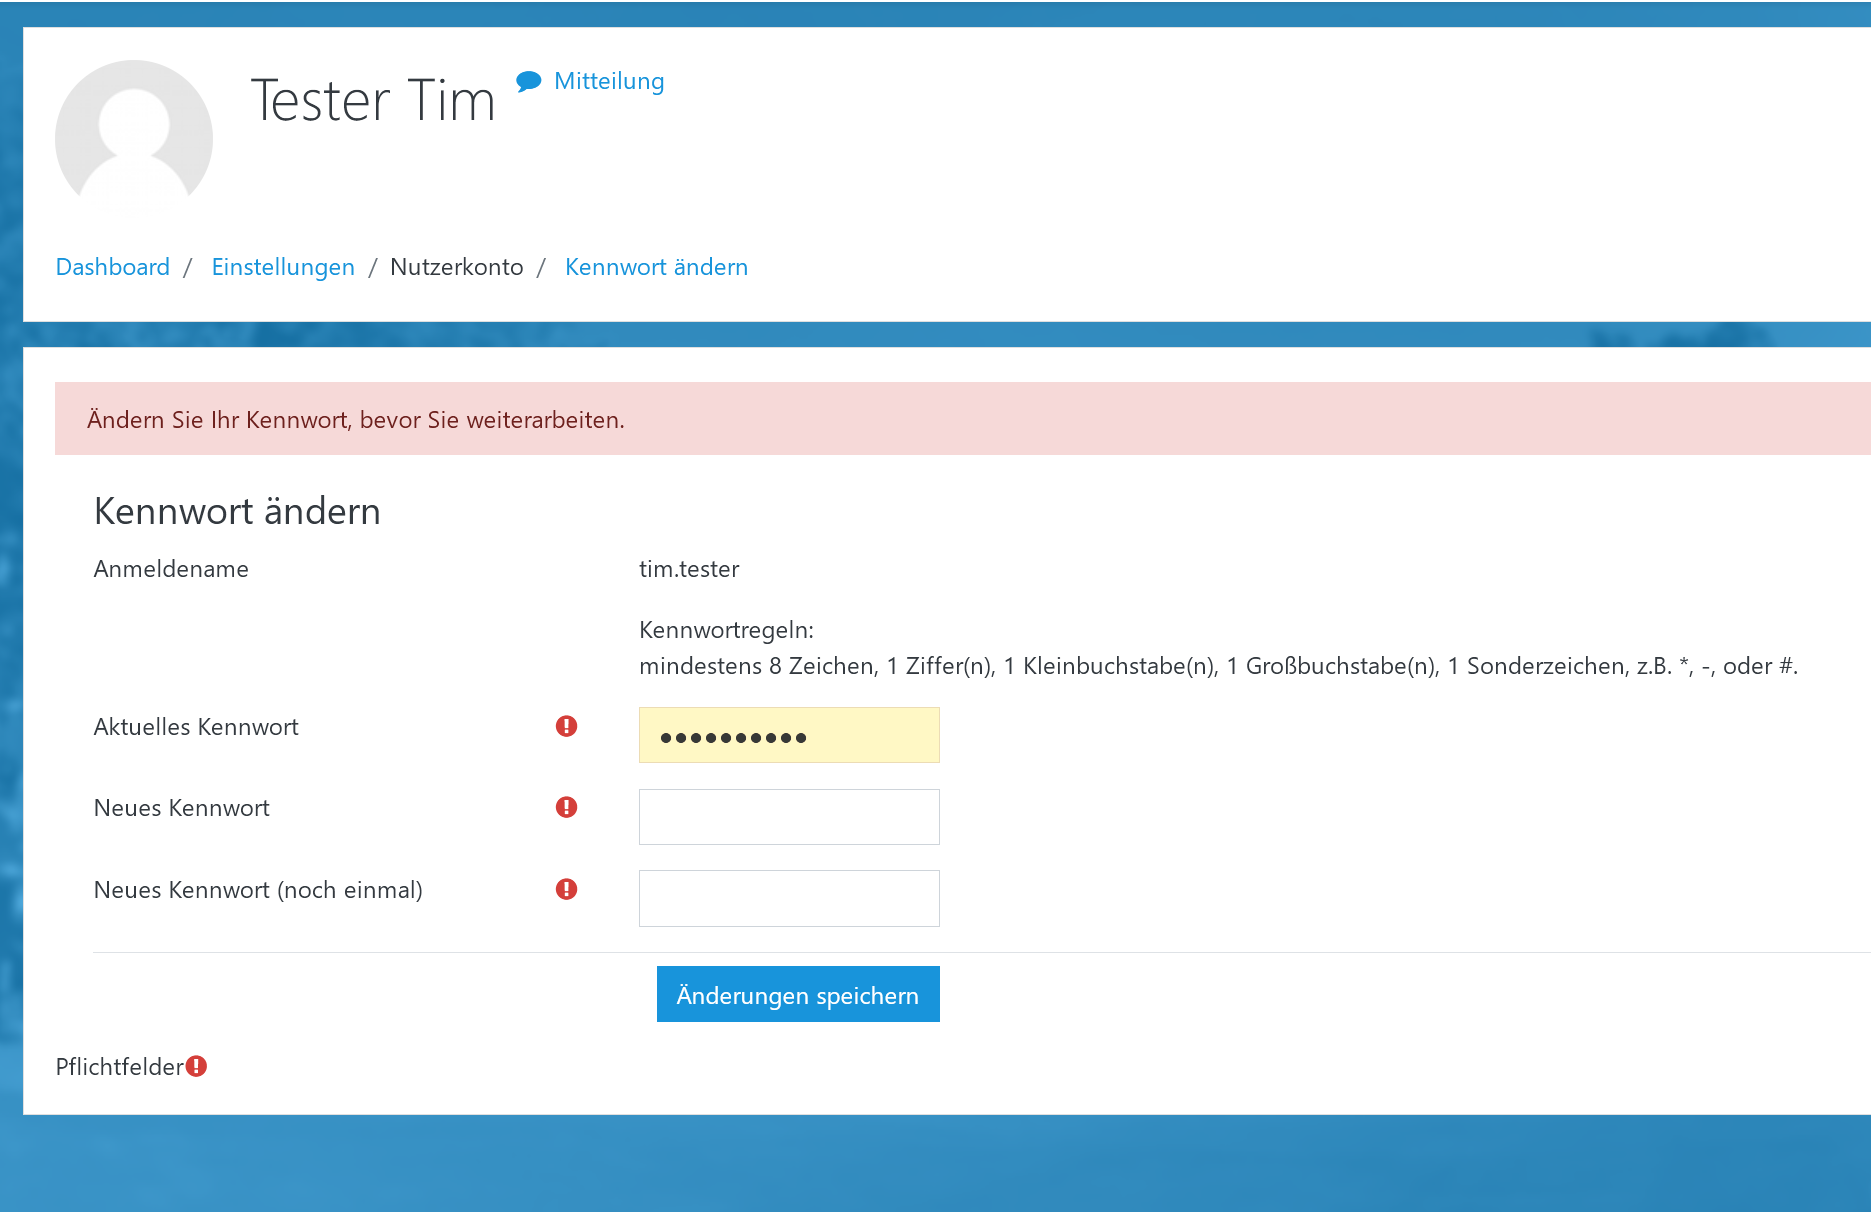 Tester Tim
Mitteilung
Dashboard / Einstellungen / Nutzerkonto / Kennwort ändern
Ändern Sie Ihr Kennwort, bevor Sie weiterarbeiten.
Kennwort ändern
Anmeldename
tim.tester
Kennwortregeln:
mindestens 8 Zeichen, 1 Ziffer(n), 1 Kleinbuchstabe(n), 1 Großbuchstabe(n), 1 Sonderzeichen, z.B. *, -, oder #.
Aktuelles Kennwort
••••••••••
Neues Kennwort
Neues Kennwort (noch einmal)
Änderungen speichern
Pflichtfelder